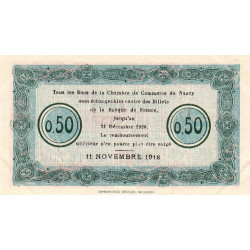 Tous les Bons de la Chambre de Commerce de Nancy
sont échangeables contre des Billets
de la Banque de France,
jusqu'au
31 Décembre 1920.
Le remboursement
ultérieur n'en pourra plus être exigé
0.50
0.50
11 NOVEMBRE 1918